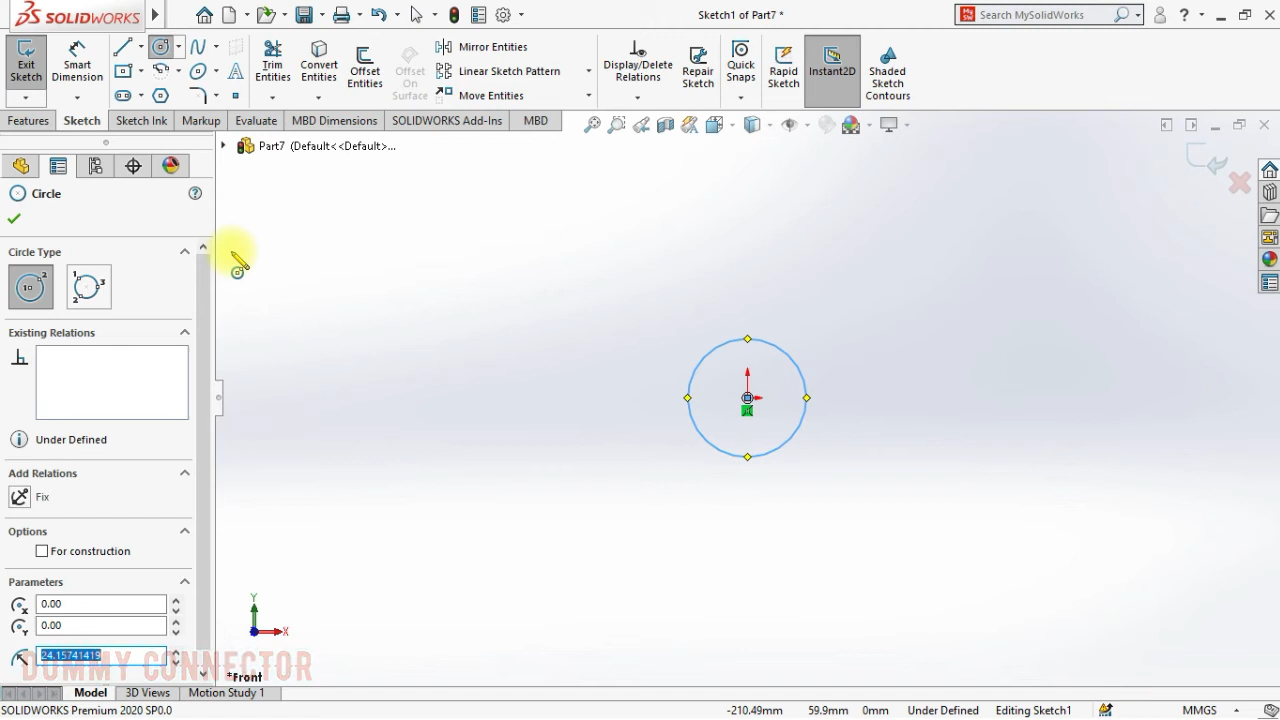 SOLIDWORKS
Sketch1 of Part7 *
Search MySolidWorks
?
Exit Sketch
Smart Dimension
Trim Entities
Convert Entities
Offset Entities
Offset On Surface
Mirror Entities
Linear Sketch Pattern
Move Entities
Display/Delete Relations
Repair Sketch
Quick Snaps
Rapid Sketch
Instant2D
Shaded Sketch Contours
Features
Sketch
Sketch Ink
Markup
Evaluate
MBD Dimensions
SOLIDWORKS Add-Ins
MBD
Part7 (Default<<Default>...
Circle
Circle Type
Existing Relations
Under Defined
Add Relations
Fix
Options
For construction
Parameters
0.00
0.00
24.15741419
DUMMY CONNECTOR
Y
X
*Front
Model
3D Views
Motion Study 1
SOLIDWORKS Premium 2020 SP0.0
-210.49mm
59.9mm
0mm
Under Defined
Editing Sketch1
MMGS